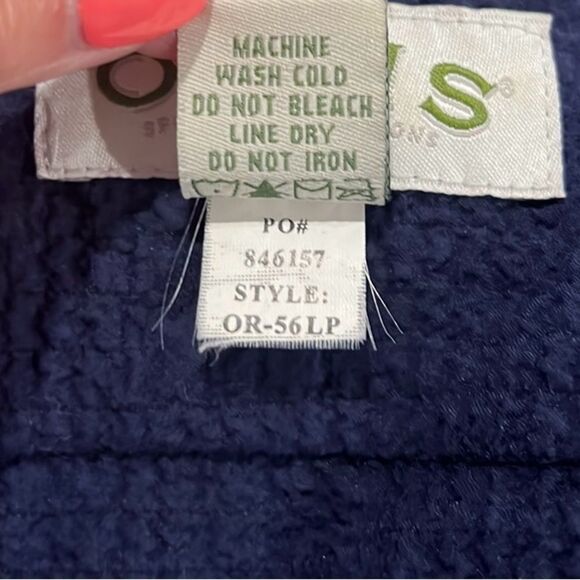 MACHINE
WASH COLD
DO NOT BLEACH
LINE DRY
DO NOT IRON
PO#
846157
STYLE:
OR-56LP